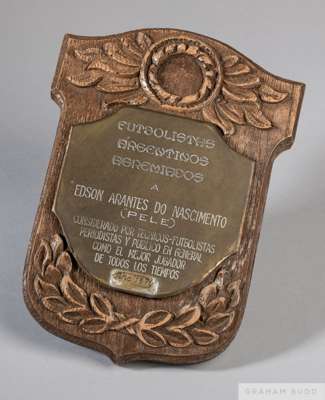 FUTBOLISTAS
ARGENTINOS
AGREMIADOS
A
EDSON ARANTES DO NASCIMENTO
(PELÉ)
CONSIDERADO POR TECNICOS-FUTBOLISTAS
PERIODISTAS Y PUBLICO EN GENERAL
COMO EL MEJOR JUGADOR
DE TODOS LOS TIEMPOS
GRAHAM BUDD